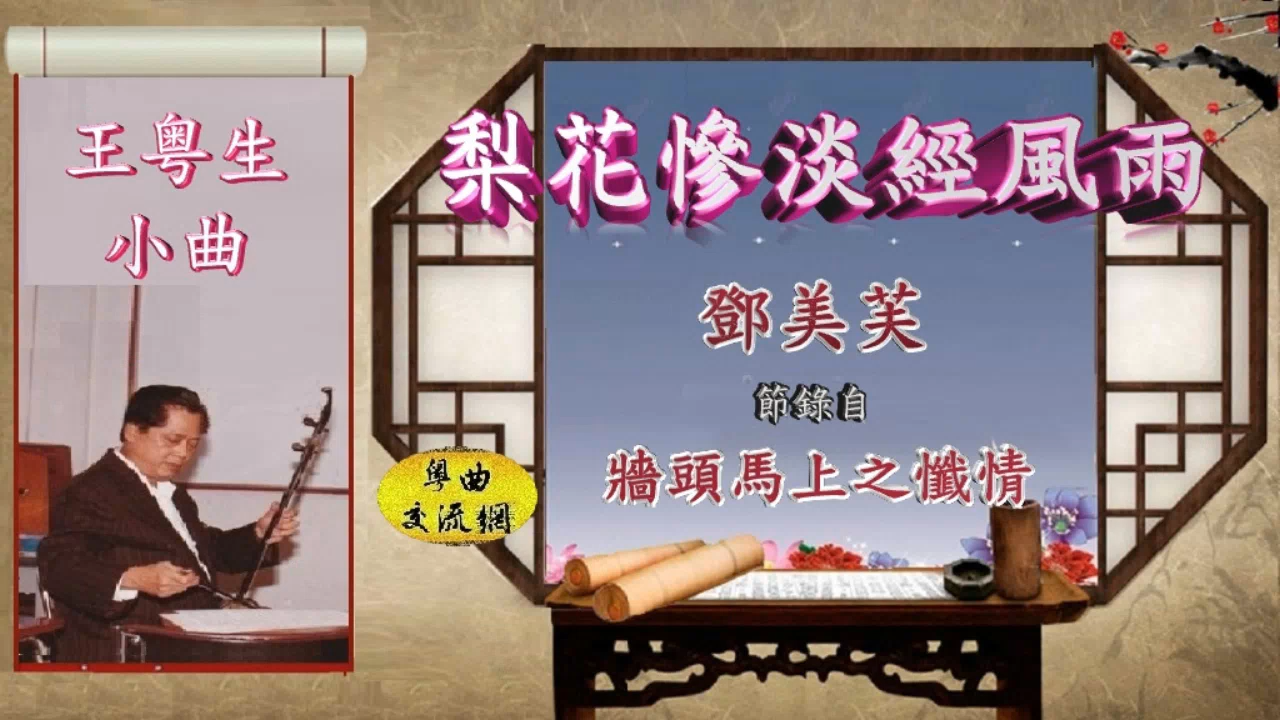 王粤生
小曲
梨花慘淡經風雨
鄧美芙
節錄自
牆頭馬上之懺情
粵曲
交流網